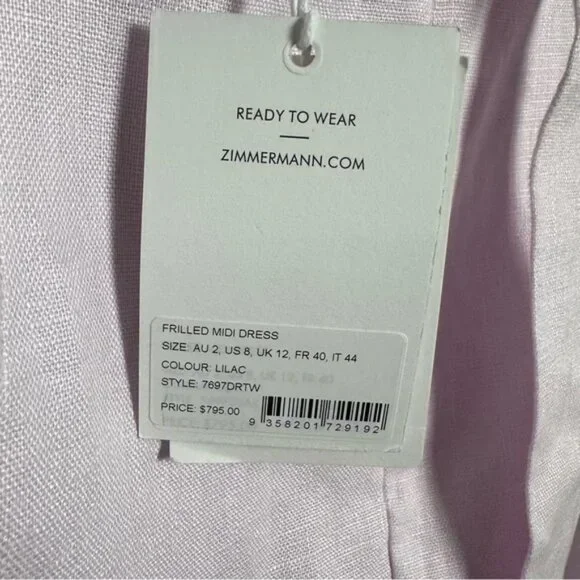 READY TO WEAR
ZIMMERMANN.COM
FRILLED MIDI DRESS
SIZE: AU 2, US 8, UK 12, FR 40, IT 44
COLOUR: LILAC
STYLE: 7697DRTW
PRICE: $795.00
9 358201 729192